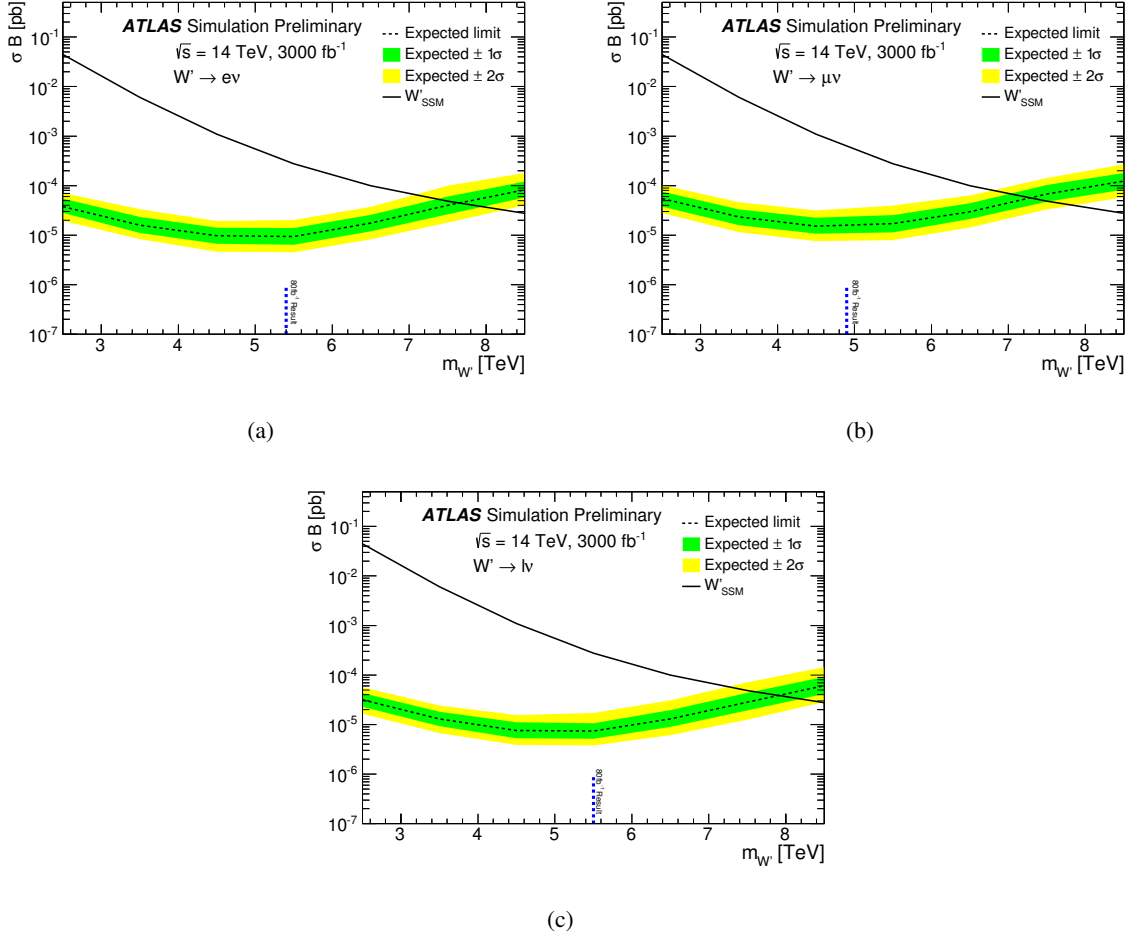 ATLAS Simulation Preliminary
√s = 14 TeV, 3000 fb⁻¹
W' → eν
Expected limit
Expected ± 1σ
Expected ± 2σ
W'SSM
σ B [pb]
10⁻¹
10⁻²
10⁻³
10⁻⁴
10⁻⁵
10⁻⁶
10⁻⁷
80 fb⁻¹ Result
3 4 5 6 7 8
mW' [TeV]
(a)
ATLAS Simulation Preliminary
√s = 14 TeV, 3000 fb⁻¹
W' → μν
Expected limit
Expected ± 1σ
Expected ± 2σ
W'SSM
σ B [pb]
10⁻¹
10⁻²
10⁻³
10⁻⁴
10⁻⁵
10⁻⁶
10⁻⁷
80 fb⁻¹ Result
3 4 5 6 7 8
mW' [TeV]
(b)
ATLAS Simulation Preliminary
√s = 14 TeV, 3000 fb⁻¹
W' → lν
Expected limit
Expected ± 1σ
Expected ± 2σ
W'SSM
σ B [pb]
10⁻¹
10⁻²
10⁻³
10⁻⁴
10⁻⁵
10⁻⁶
10⁻⁷
80 fb⁻¹ Result
3 4 5 6 7 8
mW' [TeV]
(c)